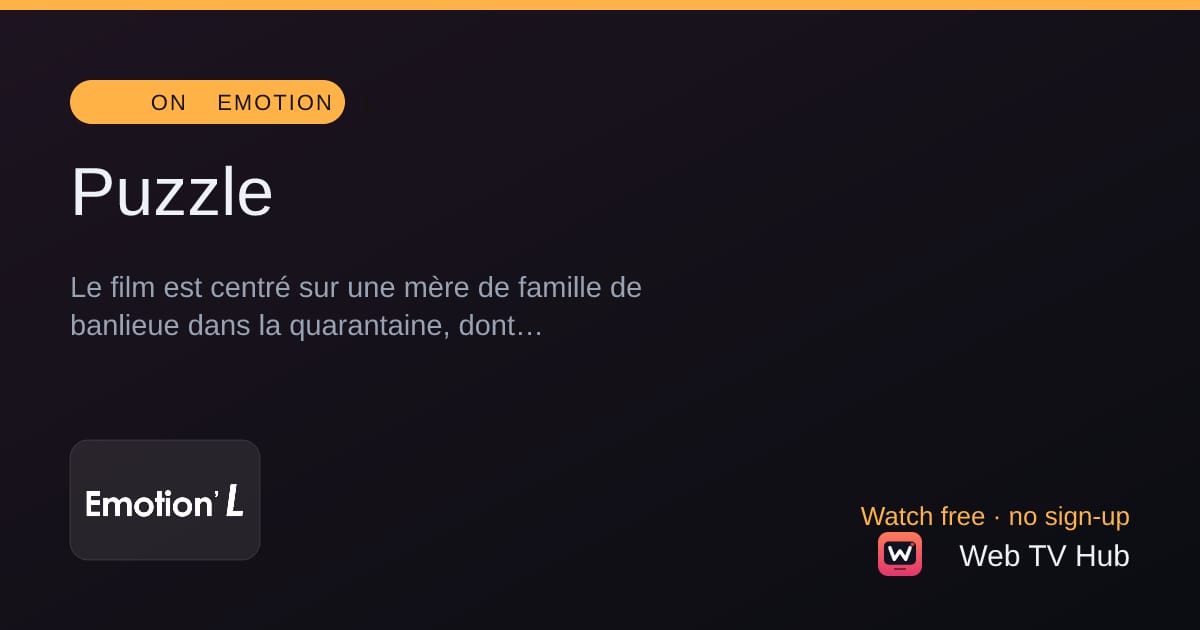 ON EMOTION
Puzzle
Le film est centré sur une mère de famille de
banlieue dans la quarantaine, dont…
Emotion' L
Watch free · no sign-up
W
Web TV Hub